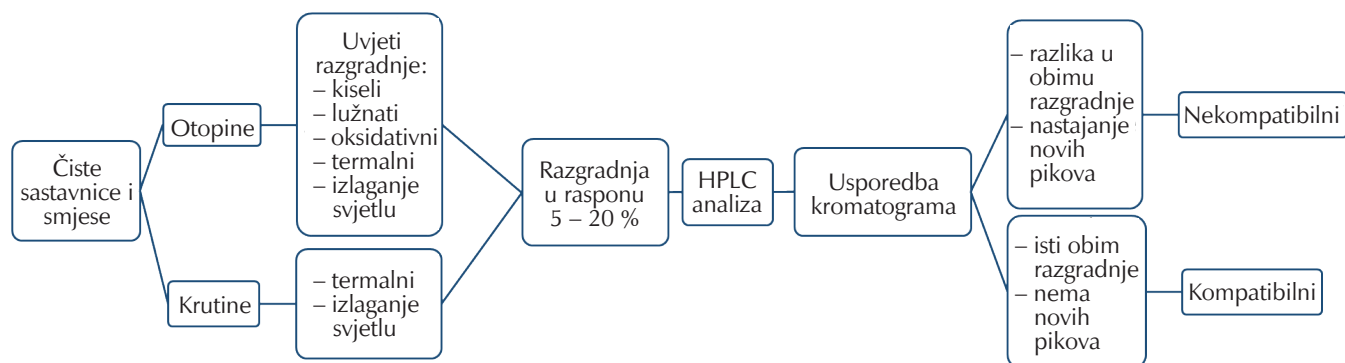 Čiste
sastavnice i
smjese
Otopine
Krutine
Uvjeti
razgradnje:
– kiseli
– lužnati
– oksidativni
– termalni
– izlaganje
svjetlu
– termalni
– izlaganje
svjetlu
Razgradnja
u rasponu
5 – 20 %
HPLC
analiza
Usporedba
kromatograma
– razlika u
obimu
razgradnje
– nastajanje
novih
pikova
– isti obim
razgradnje
– nema
novih
pikova
Nekompatibilni
Kompatibilni